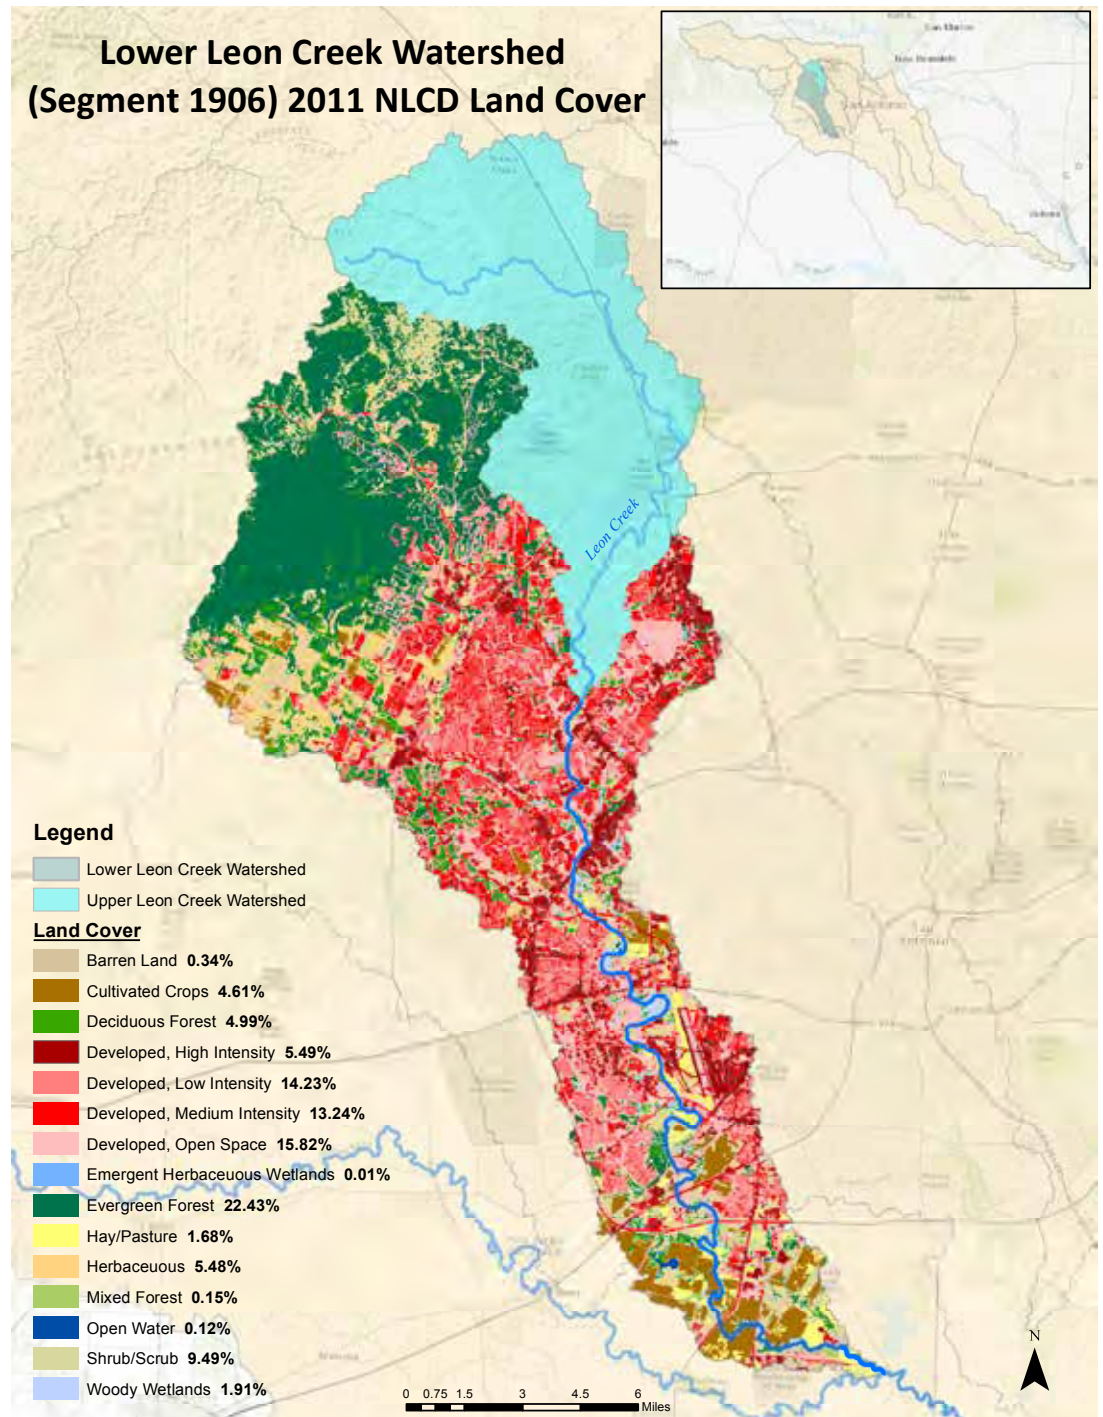 Lower Leon Creek Watershed
(Segment 1906) 2011 NLCD Land Cover
Leon Creek
Legend
Lower Leon Creek Watershed
Upper Leon Creek Watershed
Land Cover
Barren Land 0.34%
Cultivated Crops 4.61%
Deciduous Forest 4.99%
Developed, High Intensity 5.49%
Developed, Low Intensity 14.23%
Developed, Medium Intensity 13.24%
Developed, Open Space 15.82%
Emergent Herbaceuous Wetlands 0.01%
Evergreen Forest 22.43%
Hay/Pasture 1.68%
Herbaceuous 5.48%
Mixed Forest 0.15%
Open Water 0.12%
Shrub/Scrub 9.49%
Woody Wetlands 1.91%
0 0.75 1.5 3 4.5 6
Miles
N